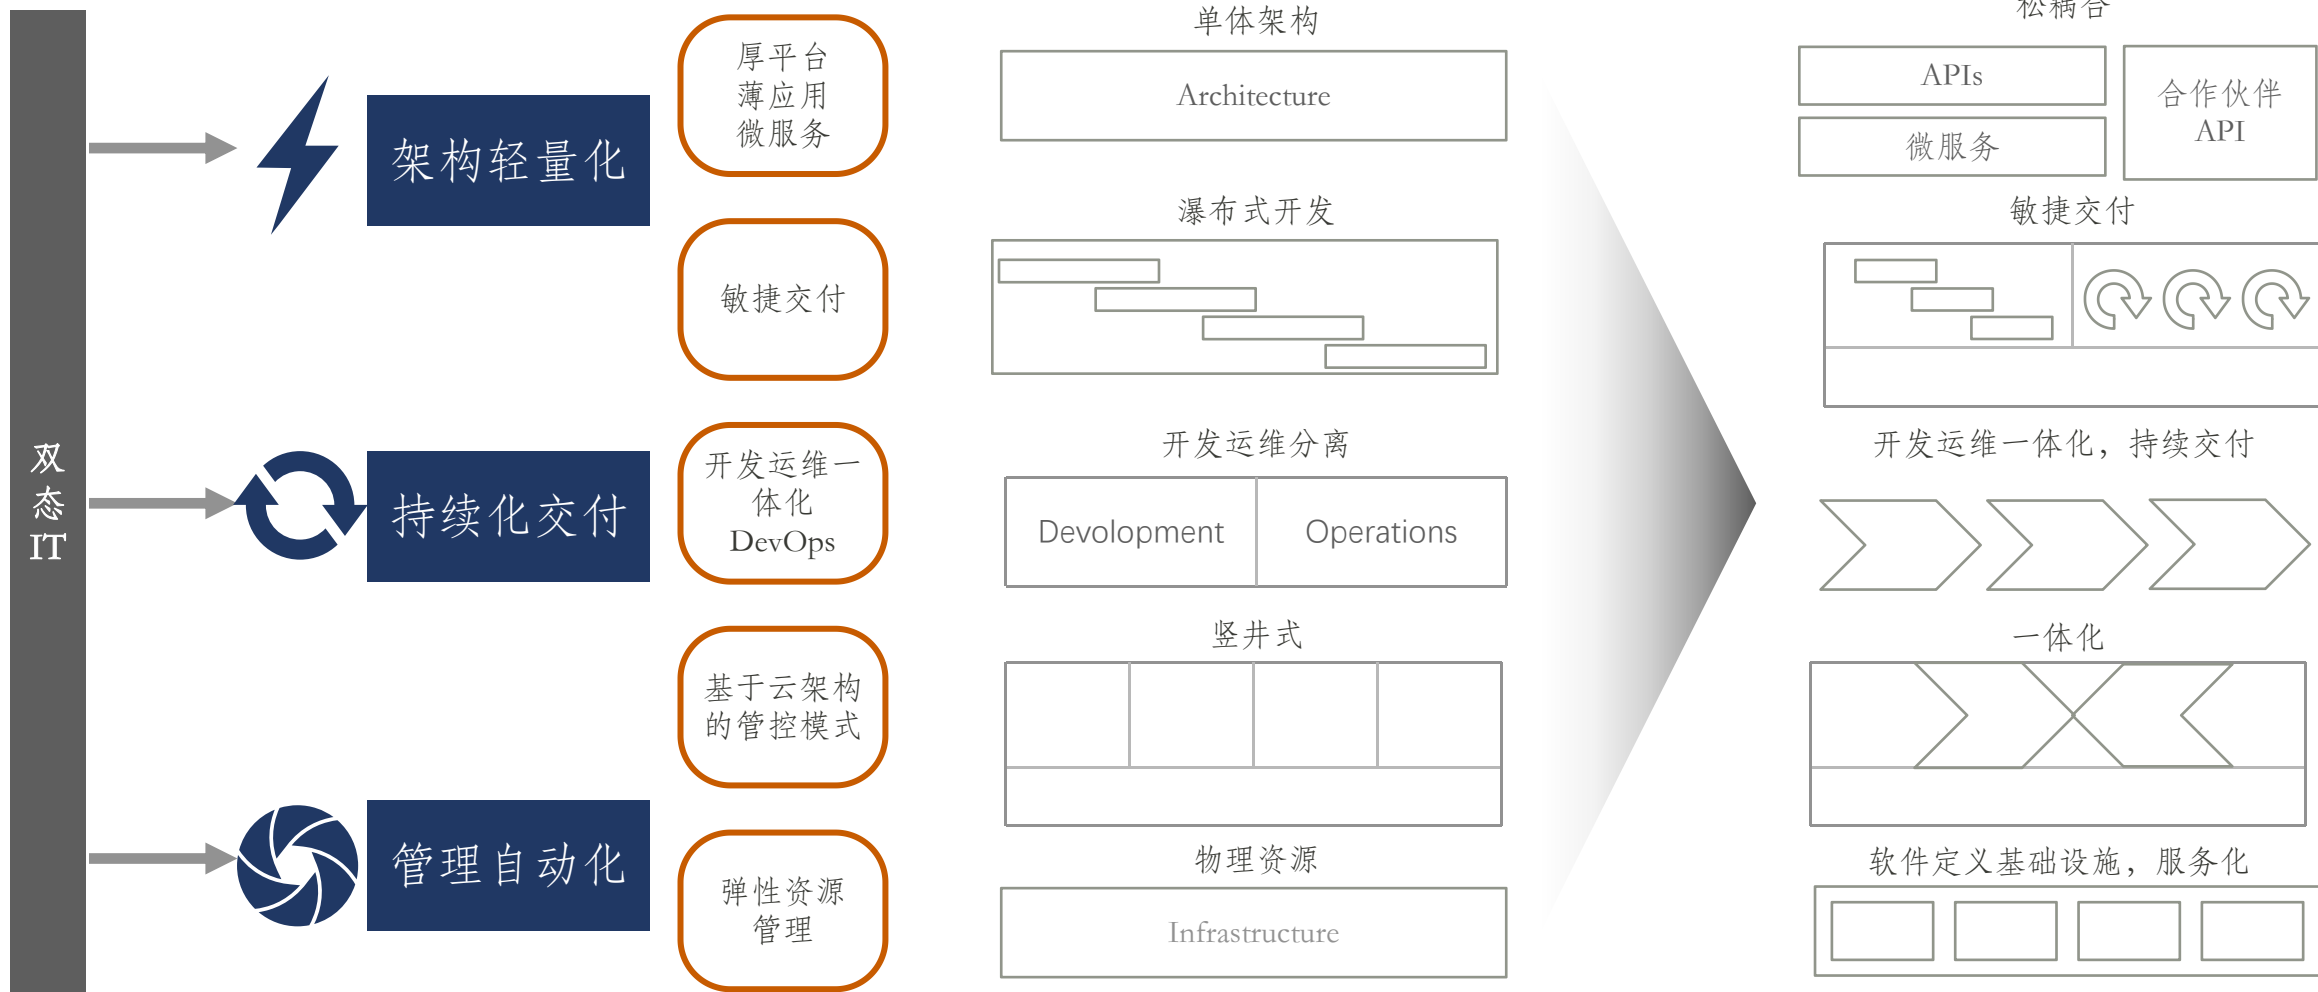 双
态
IT
架构轻量化
持续化交付
管理自动化
厚平台
薄应用
微服务
敏捷交付
开发运维一
体化
DevOps
基于云架构
的管控模式
弹性资源
管理
单体架构
Architecture
瀑布式开发
开发运维分离
Devolopment
Operations
竖井式
物理资源
Infrastructure
松耦合
APIs
微服务
合作伙伴
API
敏捷交付
开发运维一体化，持续交付
一体化
软件定义基础设施，服务化